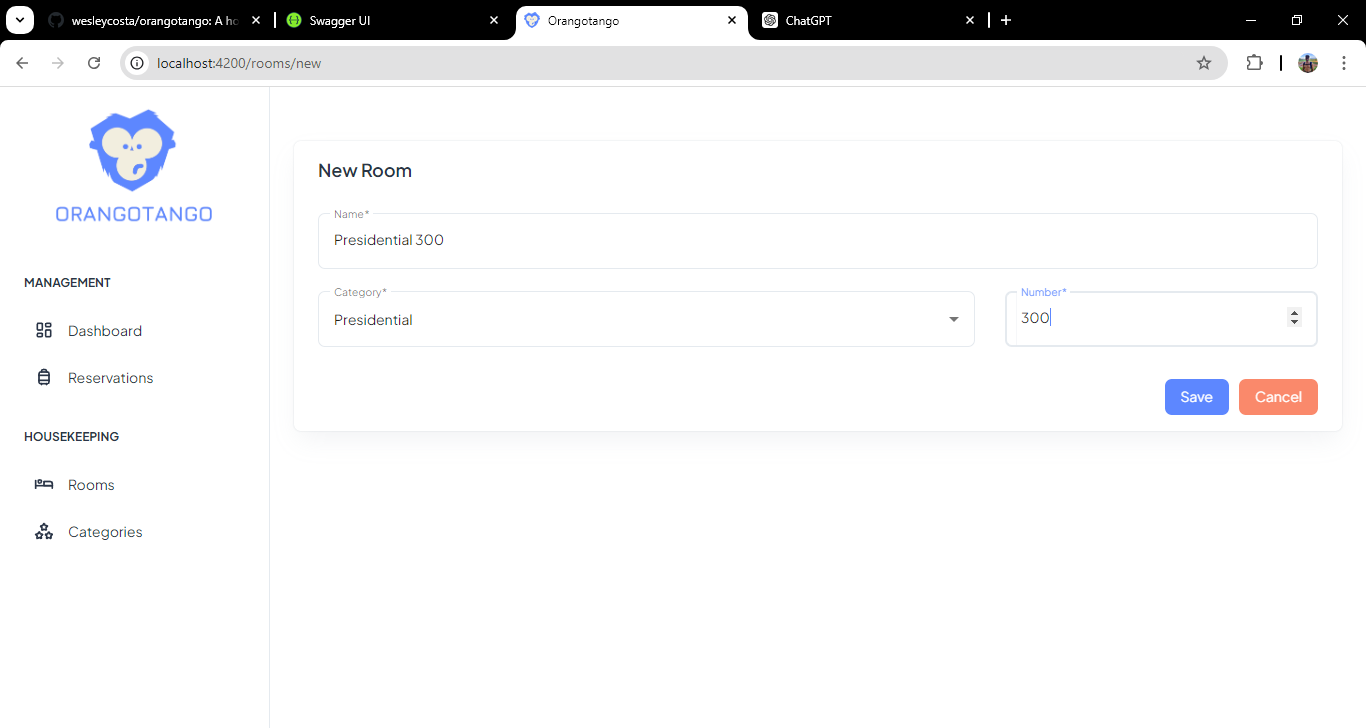 wesleycosta/orangotango: A ho
Swagger UI
Orangotango
ChatGPT
localhost:4200/rooms/new
ORANGOTANGO
MANAGEMENT
Dashboard
Reservations
HOUSEKEEPING
Rooms
Categories
New Room
Name*
Presidential 300
Category*
Presidential
Number*
300
Save
Cancel